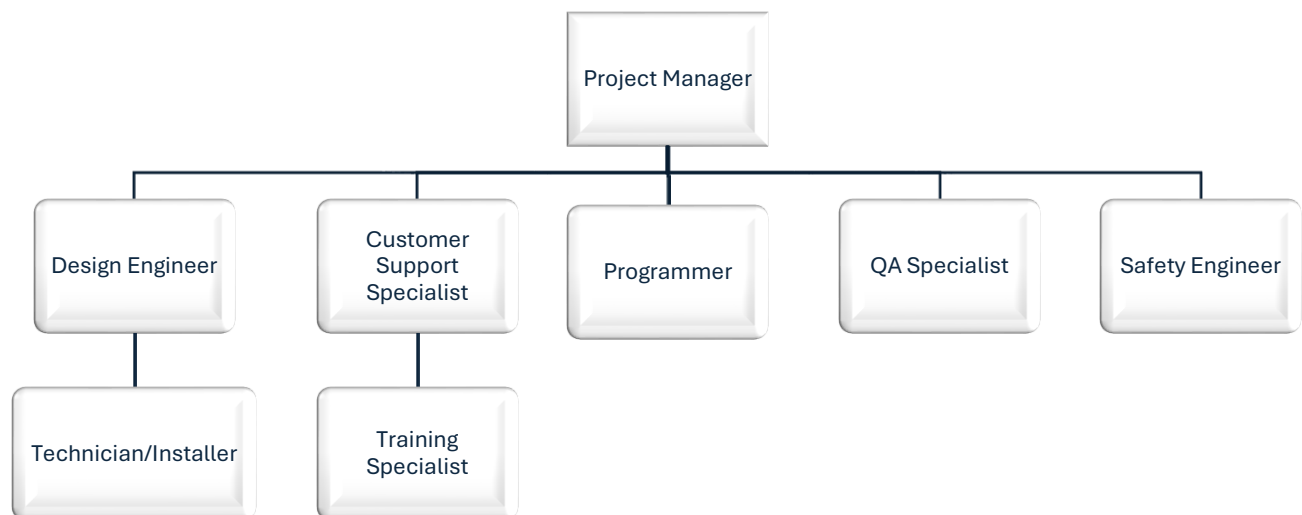 Project Manager
Design Engineer
Customer
Support
Specialist
Programmer
QA Specialist
Safety Engineer
Technician/Installer
Training
Specialist